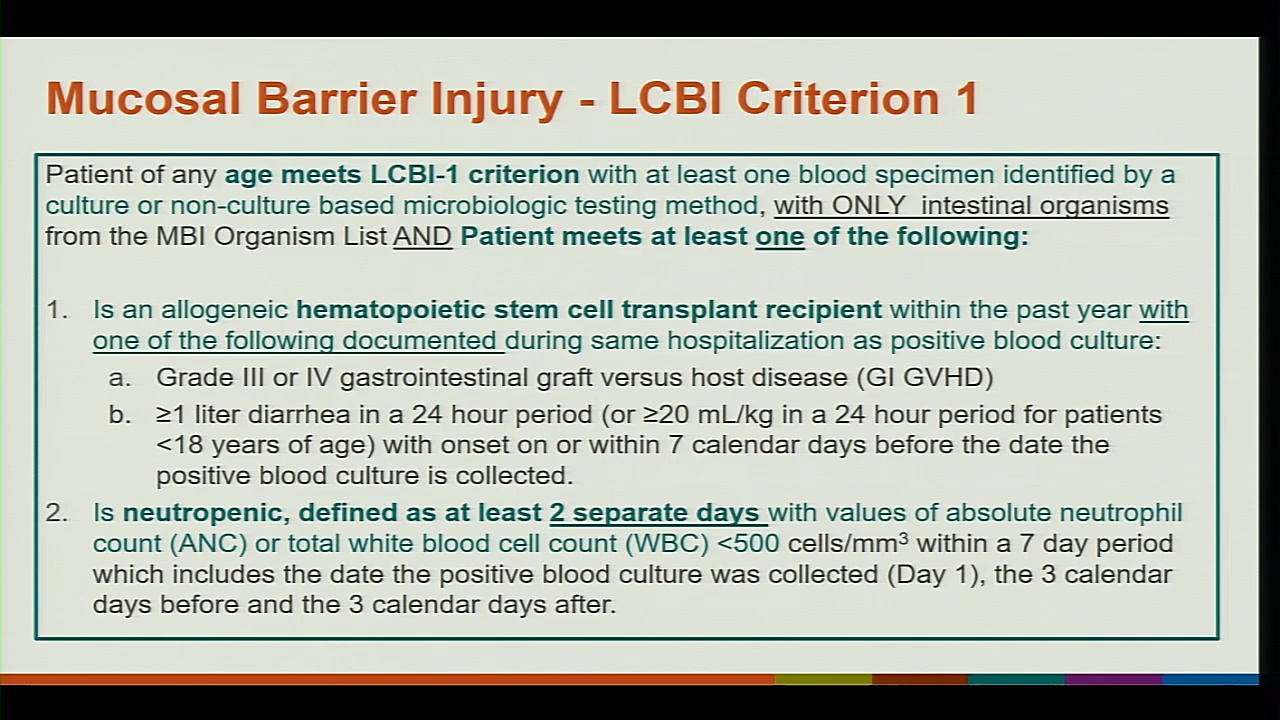 Mucosal Barrier Injury - LCBI Criterion 1
Patient of any age meets LCBI-1 criterion with at least one blood specimen identified by a
culture or non-culture based microbiologic testing method, with ONLY intestinal organisms
from the MBI Organism List AND Patient meets at least one of the following:
1. Is an allogeneic hematopoietic stem cell transplant recipient within the past year with
one of the following documented during same hospitalization as positive blood culture:
a. Grade III or IV gastrointestinal graft versus host disease (GI GVHD)
b. ≥1 liter diarrhea in a 24 hour period (or ≥20 mL/kg in a 24 hour period for patients
<18 years of age) with onset on or within 7 calendar days before the date the
positive blood culture is collected.
2. Is neutropenic, defined as at least 2 separate days with values of absolute neutrophil
count (ANC) or total white blood cell count (WBC) <500 cells/mm³ within a 7 day period
which includes the date the positive blood culture was collected (Day 1), the 3 calendar
days before and the 3 calendar days after.